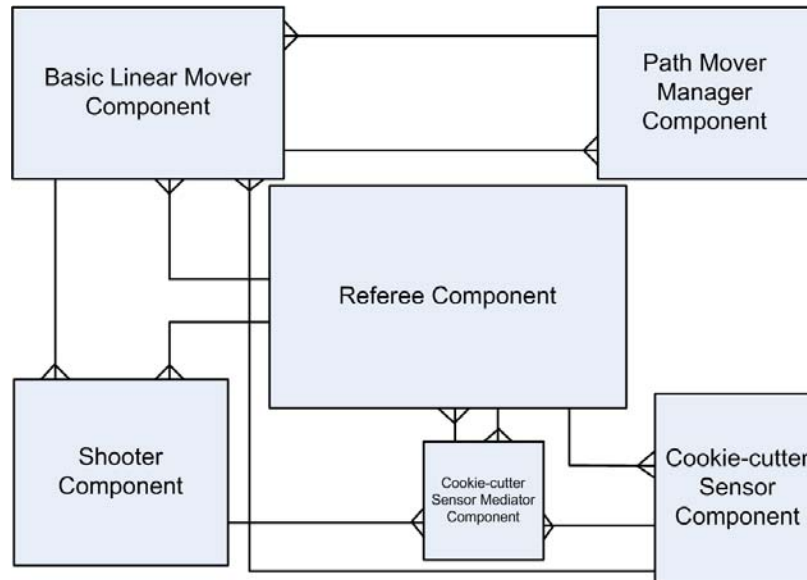 Basic Linear Mover
Component
Path Mover
Manager
Component
Referee Component
Shooter
Component
Cookie-cutter
Sensor Mediator
Component
Cookie-cutter
Sensor
Component